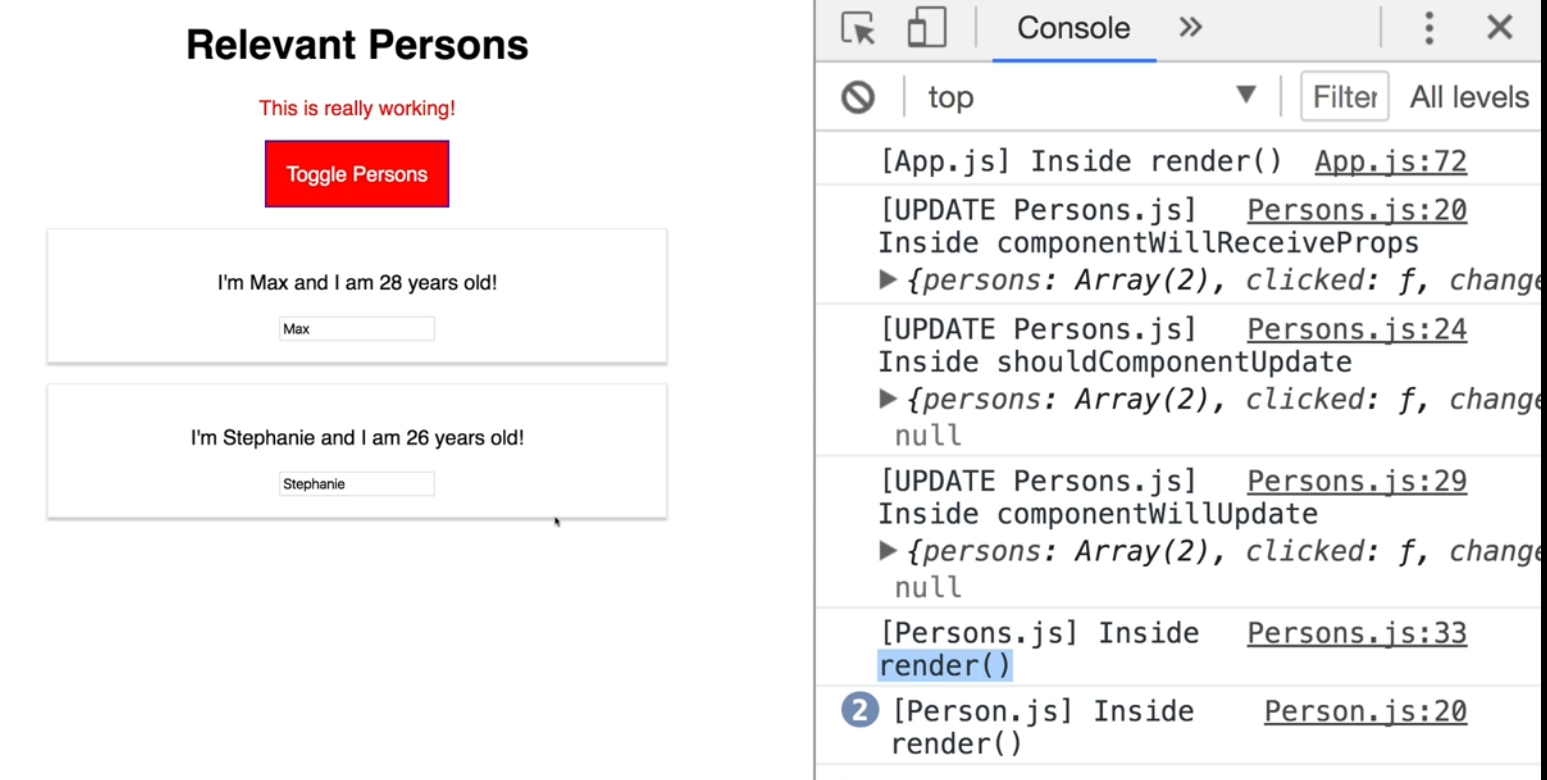 Relevant Persons
This is really working!
Toggle Persons
I'm Max and I am 28 years old!
Max
I'm Stephanie and I am 26 years old!
Stephanie
Console
top Filter All levels
[App.js] Inside render() App.js:72
[UPDATE Persons.js] Persons.js:20
Inside componentWillReceiveProps
{persons: Array(2), clicked: ƒ, change
[UPDATE Persons.js] Persons.js:24
Inside shouldComponentUpdate
{persons: Array(2), clicked: ƒ, change
null
[UPDATE Persons.js] Persons.js:29
Inside componentWillUpdate
{persons: Array(2), clicked: ƒ, change
null
[Persons.js] Inside Persons.js:33
render()
2 [Person.js] Inside Person.js:20
render()